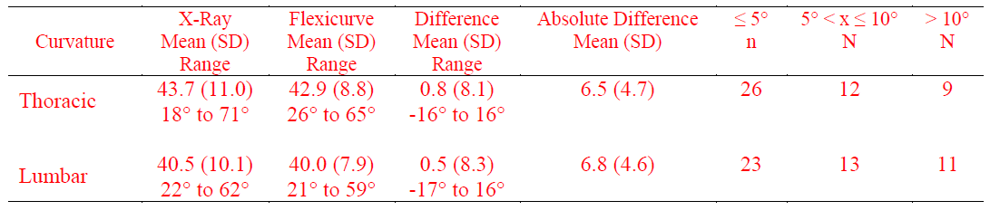 Curvature X-Ray Mean (SD) Range Flexicurve Mean (SD) Range Difference Mean (SD) Range Absolute Difference Mean (SD) ≤ 5° n 5° < x ≤ 10° N > 10° N
Thoracic 43.7 (11.0) 42.9 (8.8) 0.8 (8.1) 6.5 (4.7) 26 12 9
18° to 71° 26° to 65° -16° to 16°
Lumbar 40.5 (10.1) 40.0 (7.9) 0.5 (8.3) 6.8 (4.6) 23 13 11
22° to 62° 21° to 59° -17° to 16°